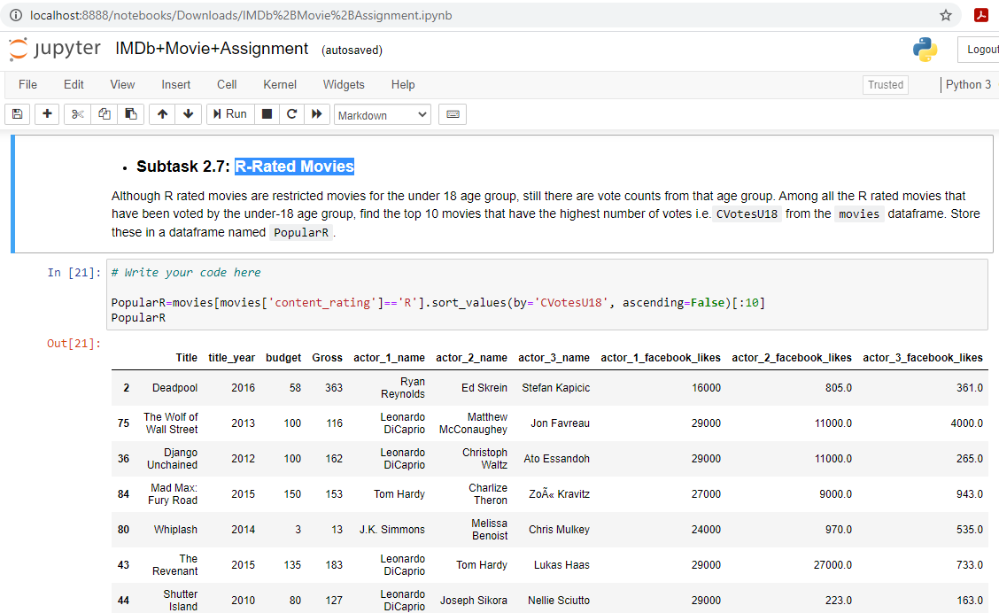 localhost:8888/notebooks/Downloads/IMDb%2BMovie%2BAssignment.ipynb
jupyter IMDb+Movie+Assignment (autosaved) Logout
File Edit View Insert Cell Kernel Widgets Help Trusted Python 3
Run Markdown
• Subtask 2.7: R-Rated Movies
Although R rated movies are restricted movies for the under 18 age group, still there are vote counts from that age group. Among all the R rated movies that
have been voted by the under-18 age group, find the top 10 movies that have the highest number of votes i.e. CVotesU18 from the movies dataframe. Store
these in a dataframe named PopularR.
In [21]: # Write your code here
PopularR=movies[movies['content_rating']=='R'].sort_values(by='CVotesU18', ascending=False)[:10]
PopularR
Out[21]:
Title title_year budget Gross actor_1_name actor_2_name actor_3_name actor_1_facebook_likes actor_2_facebook_likes actor_3_facebook_likes
2 Deadpool 2016 58 363 Ryan Reynolds Ed Skrein Stefan Kapicic 16000 805.0 361.0
75 The Wolf of Wall Street 2013 100 116 Leonardo DiCaprio Matthew McConaughey Jon Favreau 29000 11000.0 4000.0
36 Django Unchained 2012 100 162 Leonardo DiCaprio Christoph Waltz Ato Essandoh 29000 11000.0 265.0
84 Mad Max: Fury Road 2015 150 153 Tom Hardy Charlize Theron ZoÃ« Kravitz 27000 9000.0 943.0
80 Whiplash 2014 3 13 J.K. Simmons Melissa Benoist Chris Mulkey 24000 970.0 535.0
43 The Revenant 2015 135 183 Leonardo DiCaprio Tom Hardy Lukas Haas 29000 27000.0 733.0
44 Shutter Island 2010 80 127 Leonardo DiCaprio Joseph Sikora Nellie Sciutto 29000 223.0 163.0